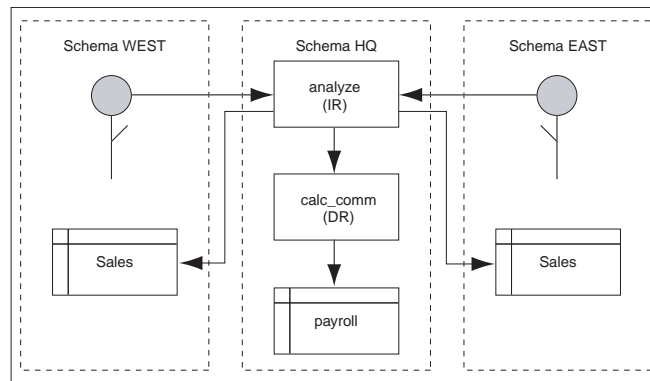 Schema WEST
Schema HQ
Schema EAST
analyze
(IR)
calc_comm
(DR)
Sales
Sales
payroll